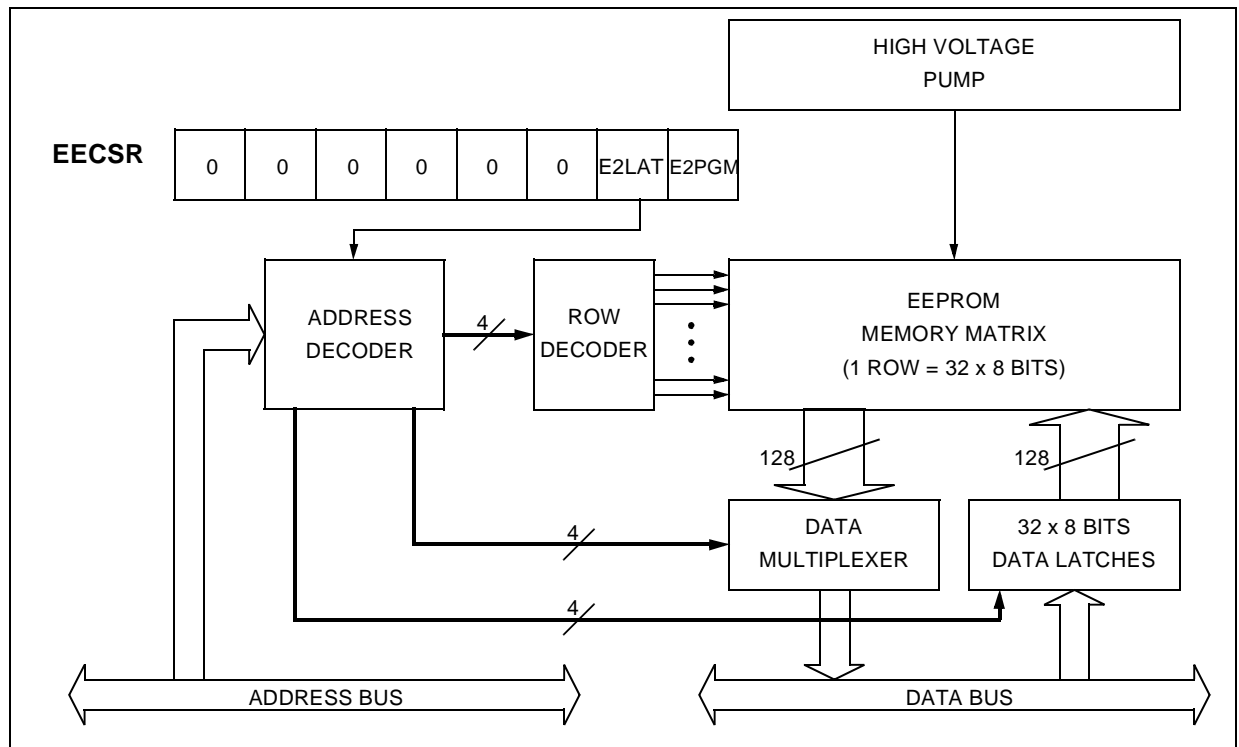 HIGH VOLTAGE
PUMP
EECSR
0 0 0 0 0 0 E2LAT E2PGM
ADDRESS
DECODER
4
ROW
DECODER
EEPROM
MEMORY MATRIX
(1 ROW = 32 x 8 BITS)
128
128
4
DATA
MULTIPLEXER
32 x 8 BITS
DATA LATCHES
4
ADDRESS BUS
DATA BUS